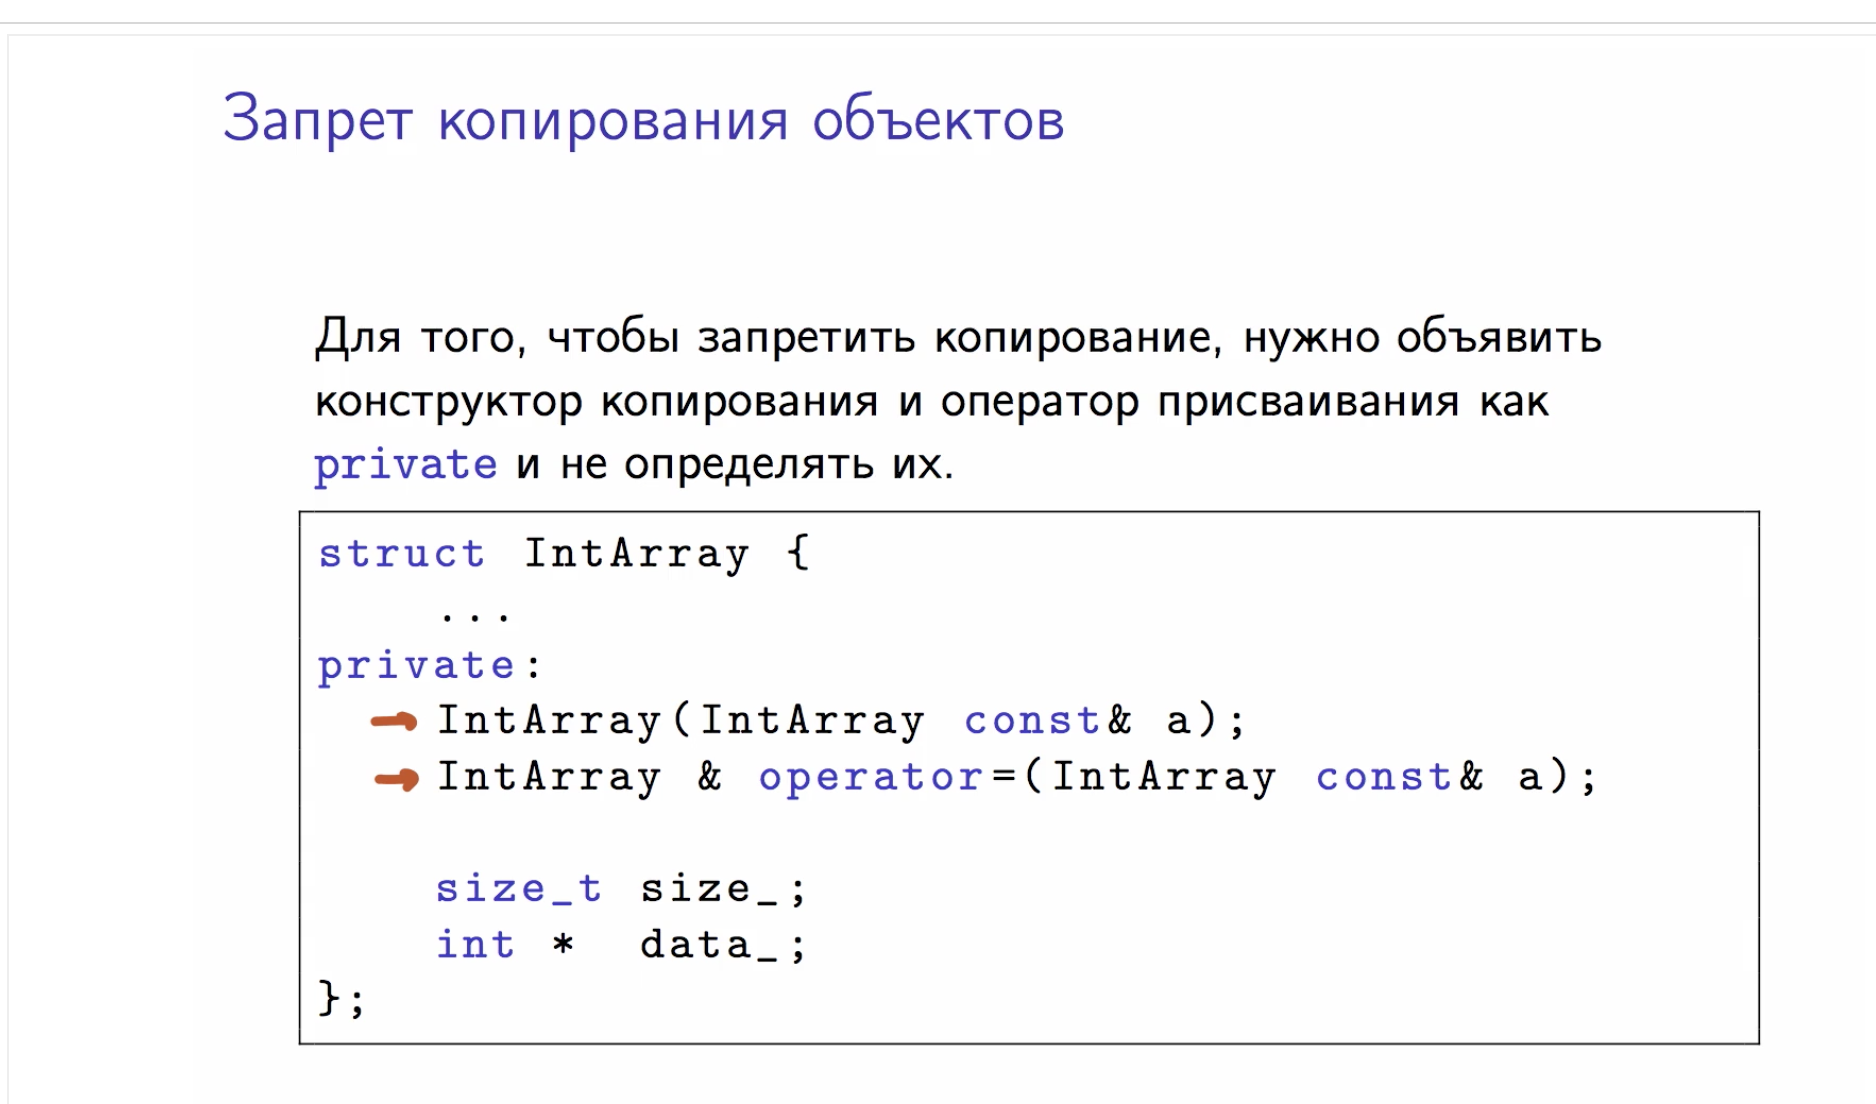 Запрет копирования объектов
Для того, чтобы запретить копирование, нужно объявить
конструктор копирования и оператор присваивания как
private и не определять их.
struct IntArray {
...
private:
IntArray(IntArray const& a);
IntArray & operator=(IntArray const& a);
size_t size_;
int * data_;
};